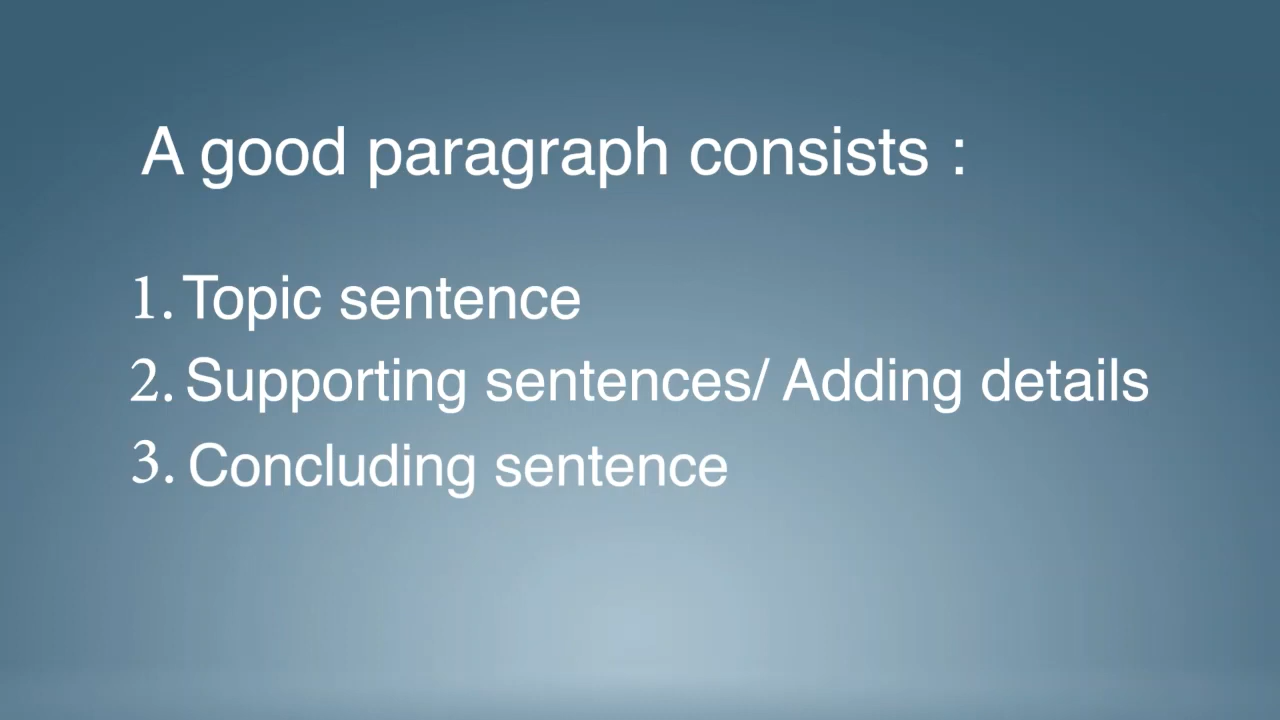 A good paragraph consists :
1. Topic sentence
2. Supporting sentences/ Adding details
3. Concluding sentence